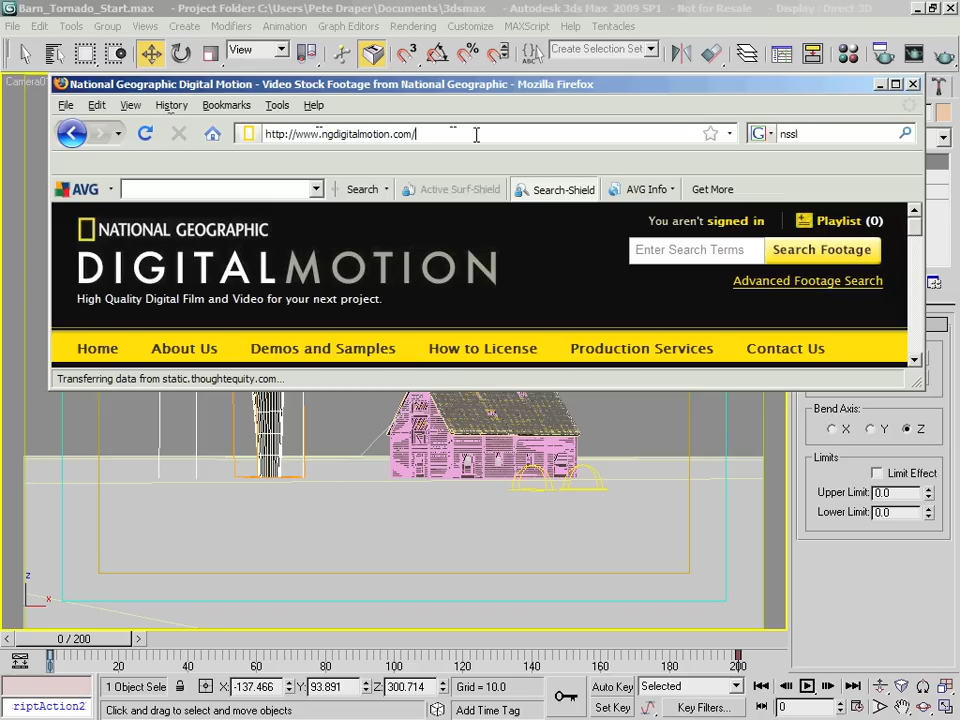 Barn_Tornado_Start.max - Project Folder: C:\Users\Pete Draper\Documents\3dsmax - Autodesk 3ds Max 2009 SP1 - Not for Resale - Display : Direct 3D
File Edit Tools Group Views Create Modifiers Animation Graph Editors Rendering Customize MAXScript Help Tentacles
View
3
Create Selection Set
Camera0
National Geographic Digital Motion - Video Stock Footage from National Geographic - Mozilla Firefox
File Edit View History Bookmarks Tools Help
http://www.ngdigitalmotion.com/
G nssl
AVG Search Active Surf-Shield Search-Shield AVG Info Get More
NATIONAL GEOGRAPHIC
DIGITALMOTION
High Quality Digital Film and Video for your next project.
You aren't signed in Playlist (0)
Enter Search Terms Search Footage
Advanced Footage Search
Home About Us Demos and Samples How to License Production Services Contact Us
Transferring data from static.thoughtequity.com...
Bend Axis:
X Y Z
Limits
Limit Effect
Upper Limit: 0.0
Lower Limit: 0.0
z
x
0 / 200
20 40 60 80 100 120 140 160 180 200
1 Object Sele X: -137.466 Y: 93.891 Z: 300.714 Grid = 10.0 Auto Key Selected
riptAction2 Click and drag to select and move objects Add Time Tag Set Key Key Filters... 0